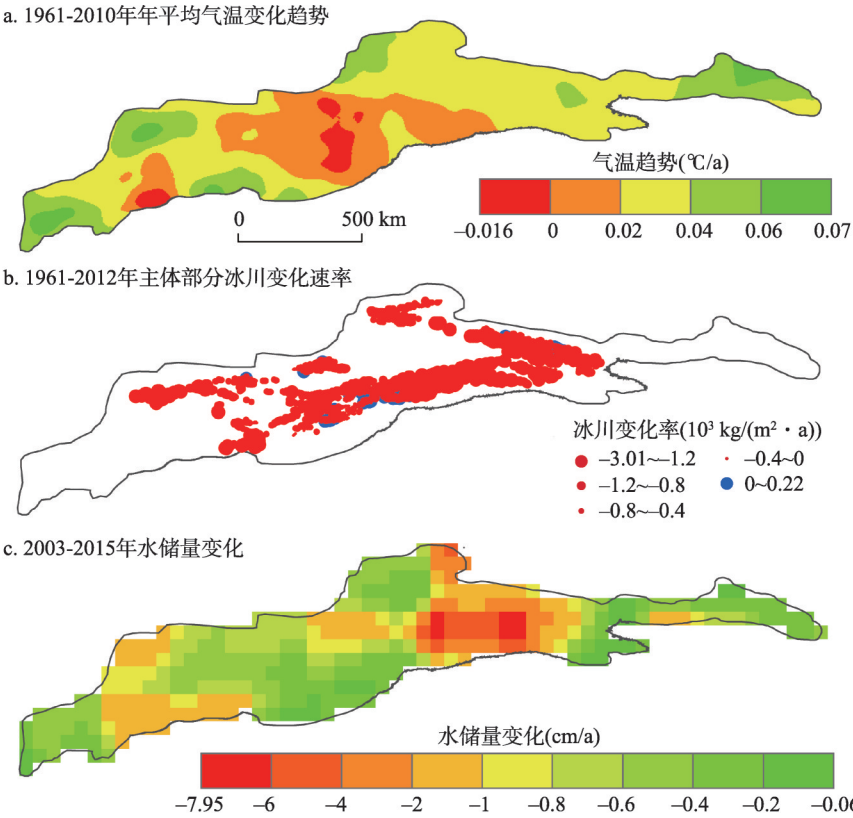 a. 1961-2010年年平均气温变化趋势
气温趋势(℃/a)
0 500 km
−0.016 0 0.02 0.04 0.06 0.07
b. 1961-2012年主体部分冰川变化速率
冰川变化率(10³ kg/(m²・a))
−3.01~−1.2 −0.4~0
−1.2~−0.8 0~0.22
−0.8~−0.4
c. 2003-2015年水储量变化
水储量变化(cm/a)
−7.95 −6 −4 −2 −1 −0.8 −0.6 −0.4 −0.2 −0.06